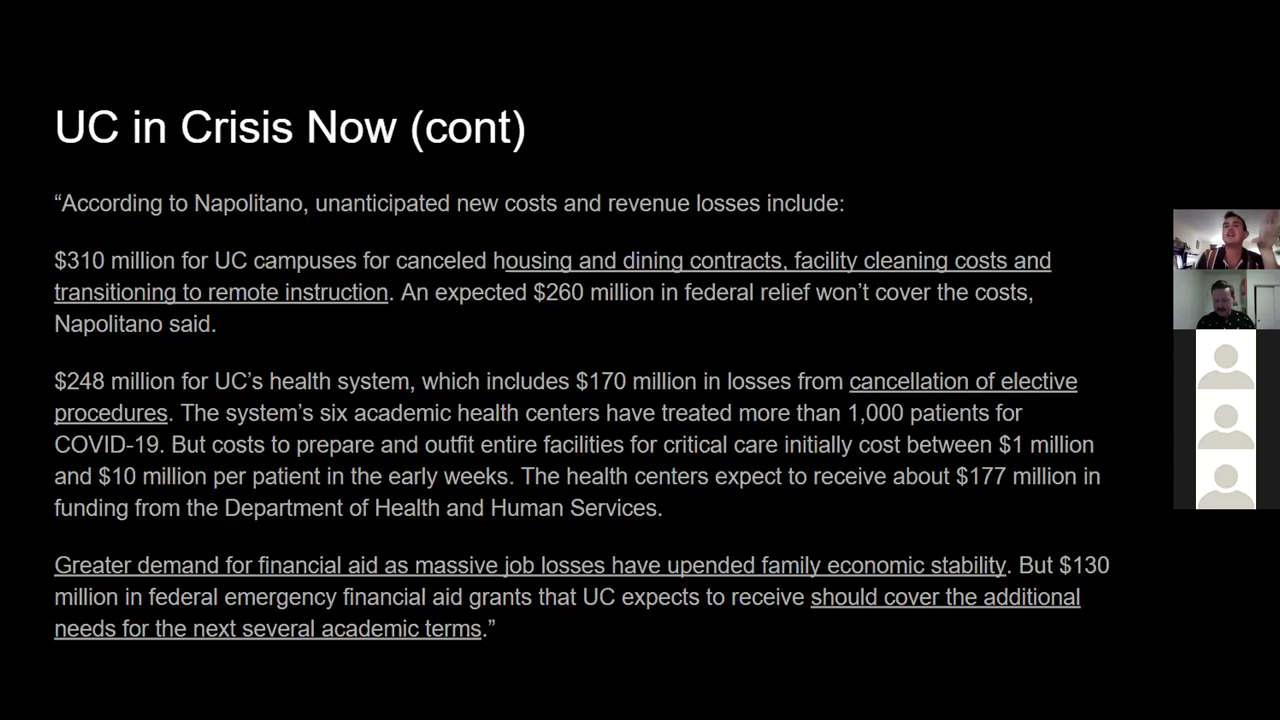 UC in Crisis Now (cont)
“According to Napolitano, unanticipated new costs and revenue losses include:
$310 million for UC campuses for canceled housing and dining contracts, facility cleaning costs and
transitioning to remote instruction. An expected $260 million in federal relief won’t cover the costs,
Napolitano said.
$248 million for UC’s health system, which includes $170 million in losses from cancellation of elective
procedures. The system’s six academic health centers have treated more than 1,000 patients for
COVID-19. But costs to prepare and outfit entire facilities for critical care initially cost between $1 million
and $10 million per patient in the early weeks. The health centers expect to receive about $177 million in
funding from the Department of Health and Human Services.
Greater demand for financial aid as massive job losses have upended family economic stability. But $130
million in federal emergency financial aid grants that UC expects to receive should cover the additional
needs for the next several academic terms.”